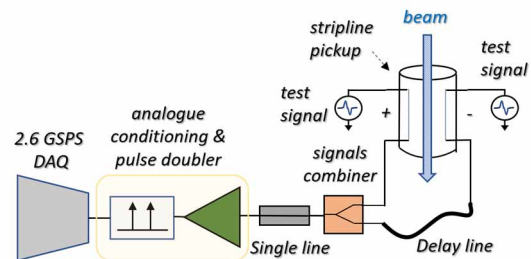 beam
stripline
pickup
test
signal
test
signal
+
-
analogue
conditioning &
pulse doubler
2.6 GSPS
DAQ
signals
combiner
Single line
Delay line